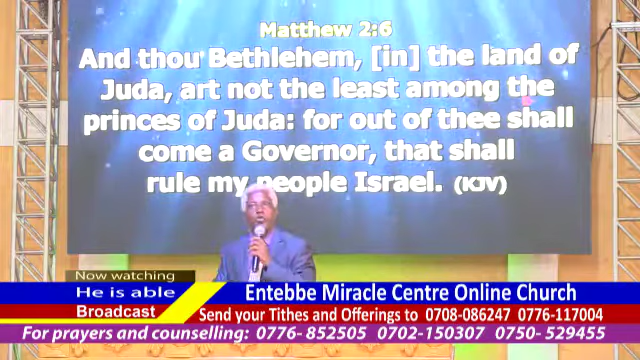 Matthew 2:6
And thou Bethlehem, [in] the land of
Juda, art not the least among the
princes of Juda: for out of thee shall
come a Governor, that shall
rule my people Israel. (KJV)
Now watching
He is able
Broadcast
Entebbe Miracle Centre Online Church
Send your Tithes and Offerings to 0708-086247 0776-117004
For prayers and counselling: 0776- 852505 0702-150307 0750- 529455